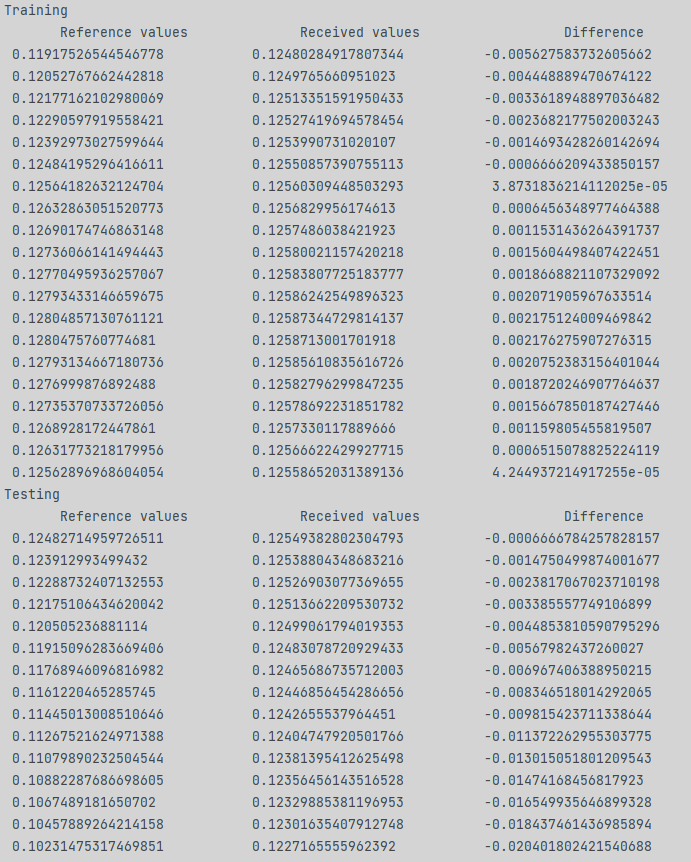 Training
Reference values Received values Difference
0.11917526544546778 0.12480284917807344 -0.005627583732605662
0.12052767662442818 0.1249765660951023 -0.004448889470674122
0.12177162102980069 0.12513351591950433 -0.0033618948897036482
0.12290597919558421 0.12527419694578454 -0.0023682177502003243
0.12392973027599644 0.1253990731020107 -0.0014693428260142694
0.12484195296416611 0.12550857390755113 -0.0006666209433850157
0.12564182632124704 0.12560309448503293 3.8731836214112025e-05
0.12632863051520773 0.1256829956174613 0.0006456348977464388
0.12690174746863148 0.1257486038421923 0.0011531436264391737
0.12736066141494443 0.12580021157420218 0.0015604498407422451
0.12770495936257067 0.12583807725183777 0.0018668821107329092
0.12793433146659675 0.12586242549896323 0.002071905967633514
0.12804857130761121 0.12587344729814137 0.002175124009469842
0.1280475760774681 0.1258713001701918 0.002176275907276315
0.12793134667180736 0.12585610835616726 0.0020752383156401044
0.1276999876892488 0.12582796299847235 0.0018720246907764637
0.12735370733726056 0.12578692231851782 0.0015667850187427446
0.1268928172447861 0.1257330117889666 0.001159805455819507
0.12631773218179956 0.12566622429927715 0.0006515078825224119
0.12562896968604054 0.12558652031389136 4.244937214917255e-05
Testing
Reference values Received values Difference
0.12482714959726511 0.12549382802304793 -0.0006666784257828157
0.123912993499432 0.12538804348683216 -0.0014750499874001677
0.12288732407132553 0.12526903077369655 -0.0023817067023710198
0.12175106434620042 0.12513662209530732 -0.003385557749106899
0.120505236881114 0.12499061794019353 -0.0044853810590795296
0.11915096283669406 0.12483078720929433 -0.00567982437260027
0.11768946096816982 0.12465686735712003 -0.006967406388950215
0.1161220465285745 0.12446856454286656 -0.008346518014292065
0.11445013008510646 0.1242655537964451 -0.009815423711338644
0.11267521624971388 0.12404747920501766 -0.011372262955303775
0.11079890232504544 0.12381395412625498 -0.013015051801209543
0.10882287686698605 0.12356456143516528 -0.01474168456817923
0.1067489181650702 0.12329885381196953 -0.016549935646899328
0.10457889264214158 0.12301635407912748 -0.018437461436985894
0.10231475317469851 0.1227165555962392 -0.020401802421540688